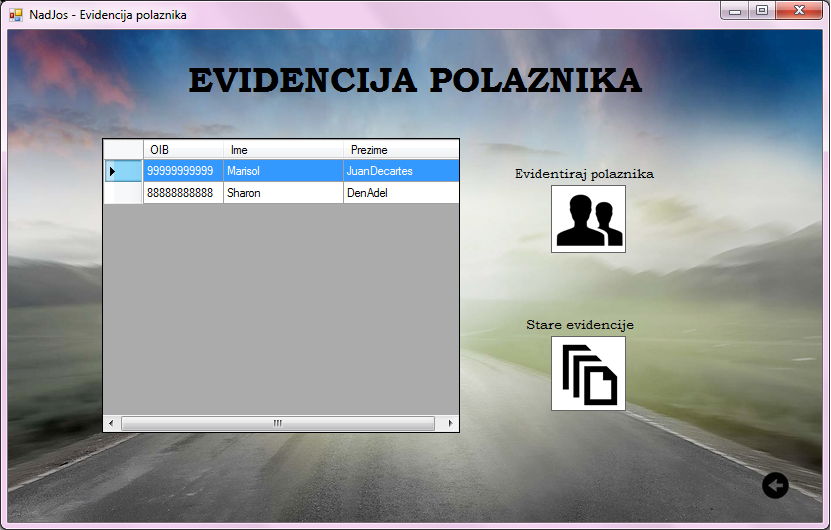 NadJos - Evidencija polaznika
EVIDENCIJA POLAZNIKA
OIB Ime Prezime
99999999999 Marisol JuanDecartes
88888888888 Sharon DenAdel
Evidentiraj polaznika
Stare evidencije